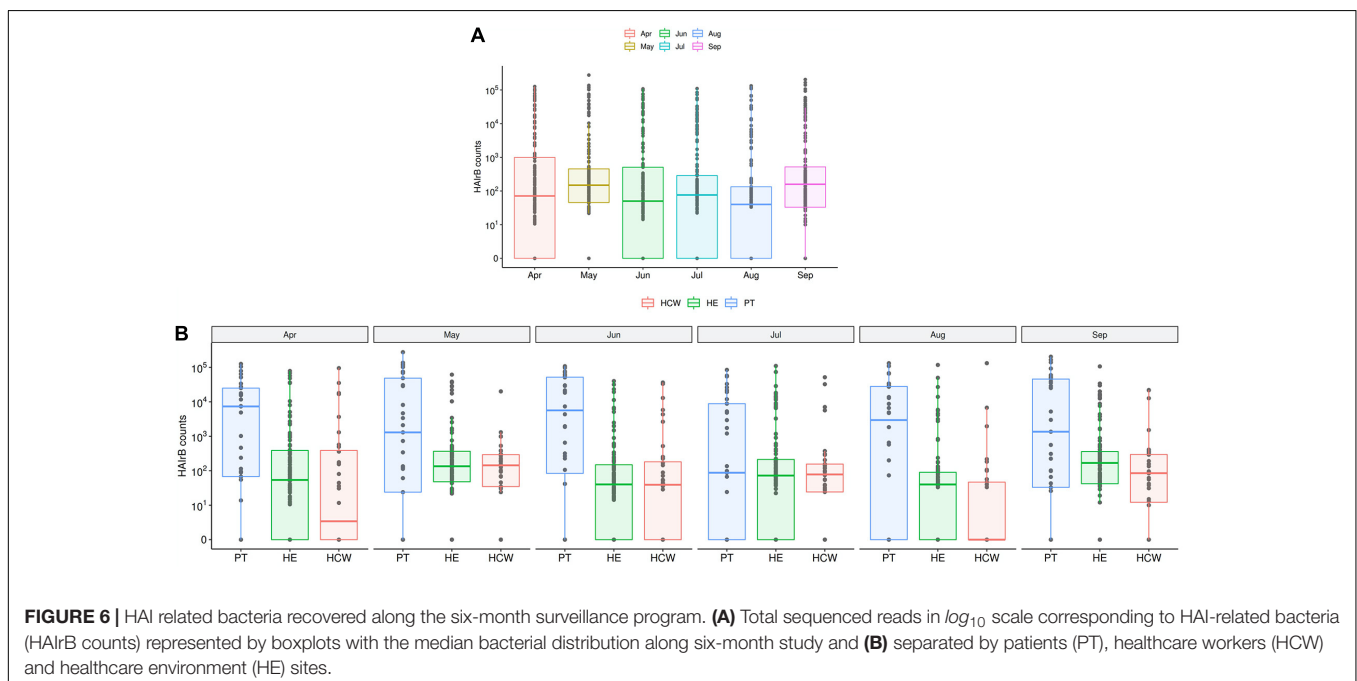 A
Apr Jun Aug
May Jul Sep
HAIrB counts
10⁵
10⁴
10³
10²
10¹
0
Apr May Jun Jul Aug Sep
HCW HE PT
B
Apr May Jun Jul Aug Sep
HAIrB counts
10⁵
10⁴
10³
10²
10¹
0
PT HE HCW PT HE HCW PT HE HCW PT HE HCW PT HE HCW PT HE HCW
FIGURE 6 | HAI related bacteria recovered along the six-month surveillance program. (A) Total sequenced reads in log₁₀ scale corresponding to HAI-related bacteria
(HAIrB counts) represented by boxplots with the median bacterial distribution along six-month study and (B) separated by patients (PT), healthcare workers (HCW)
and healthcare environment (HE) sites.